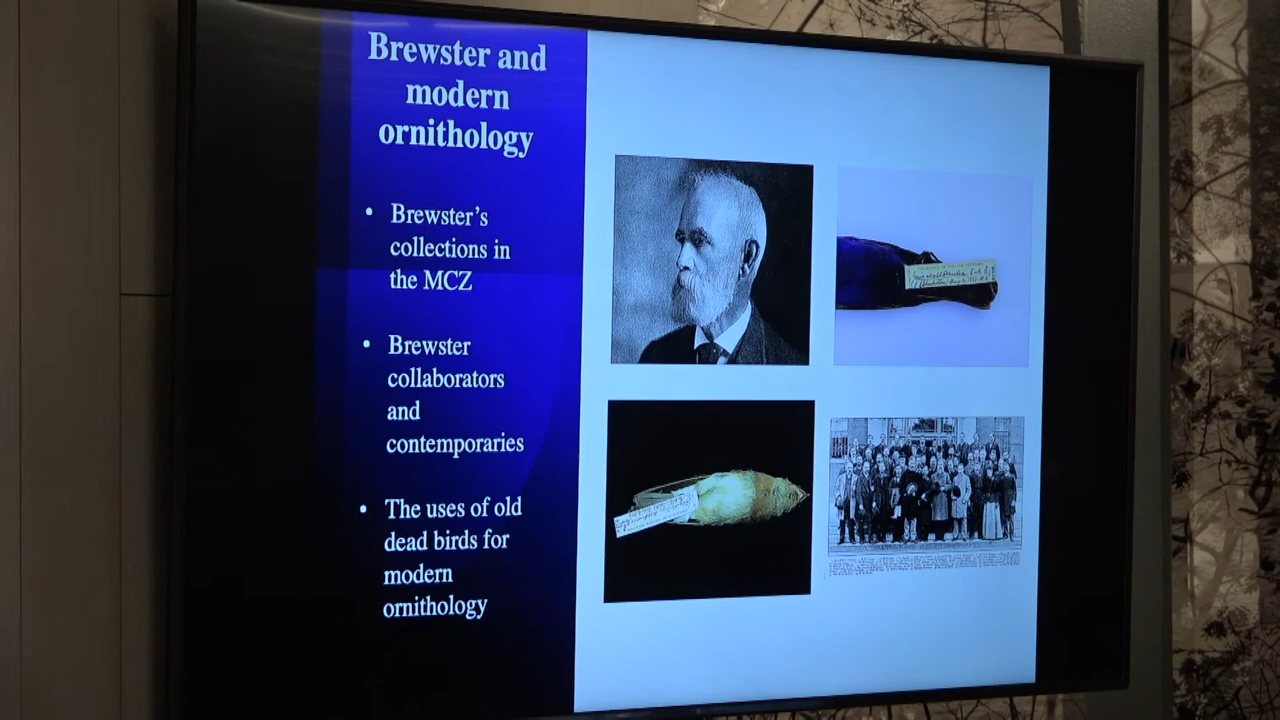 Brewster and
modern
ornithology
• Brewster's
collections in
the MCZ
• Brewster
collaborators
and
contemporaries
• The uses of old
dead birds for
modern
ornithology